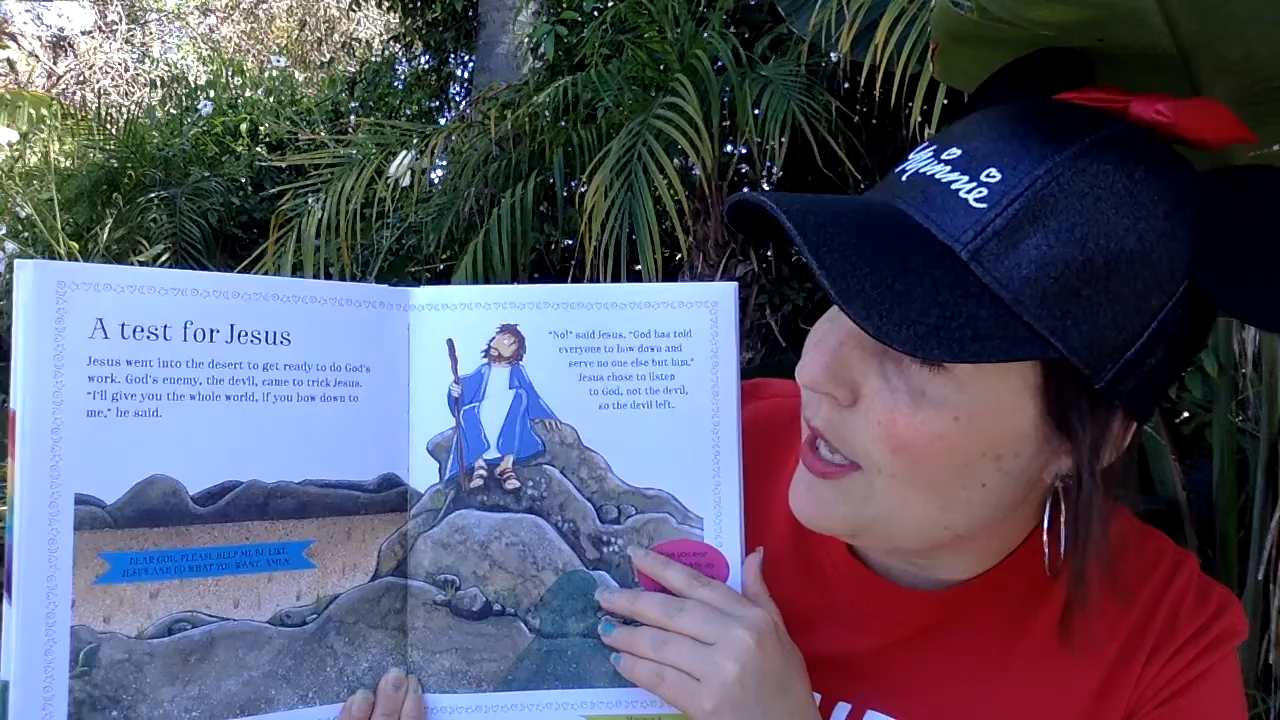 Minnie
A test for Jesus
Jesus went into the desert to get ready to do God's
work. God's enemy, the devil, came to trick Jesus.
"I'll give you the whole world, if you bow down to
me," he said.
DEAR GOD, PLEASE HELP ME BE LIKE
JESUS AND DO WHAT YOU WANT. AMEN.
"No!" said Jesus. "God has told
everyone to bow down and
serve no one else but him."
Jesus chose to listen
to God, not the devil,
so the devil left.